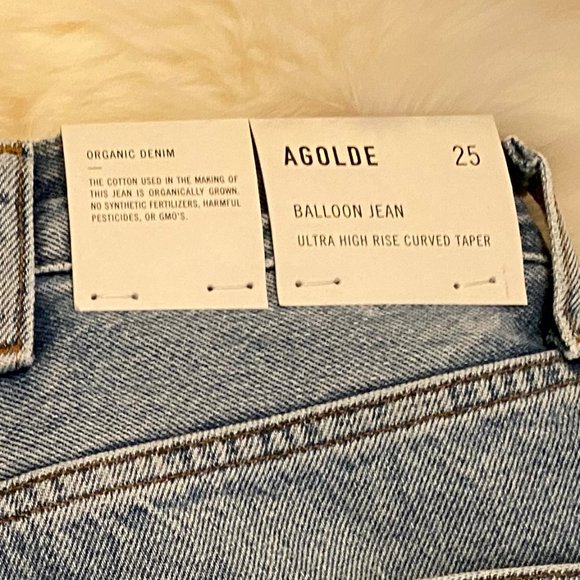 ORGANIC DENIM
THE COTTON USED IN THE MAKING OF
THIS JEAN IS ORGANICALLY GROWN.
NO SYNTHETIC FERTILIZERS, HARMFUL
PESTICIDES, OR GMO'S.
AGOLDE 25
BALLOON JEAN
ULTRA HIGH RISE CURVED TAPER